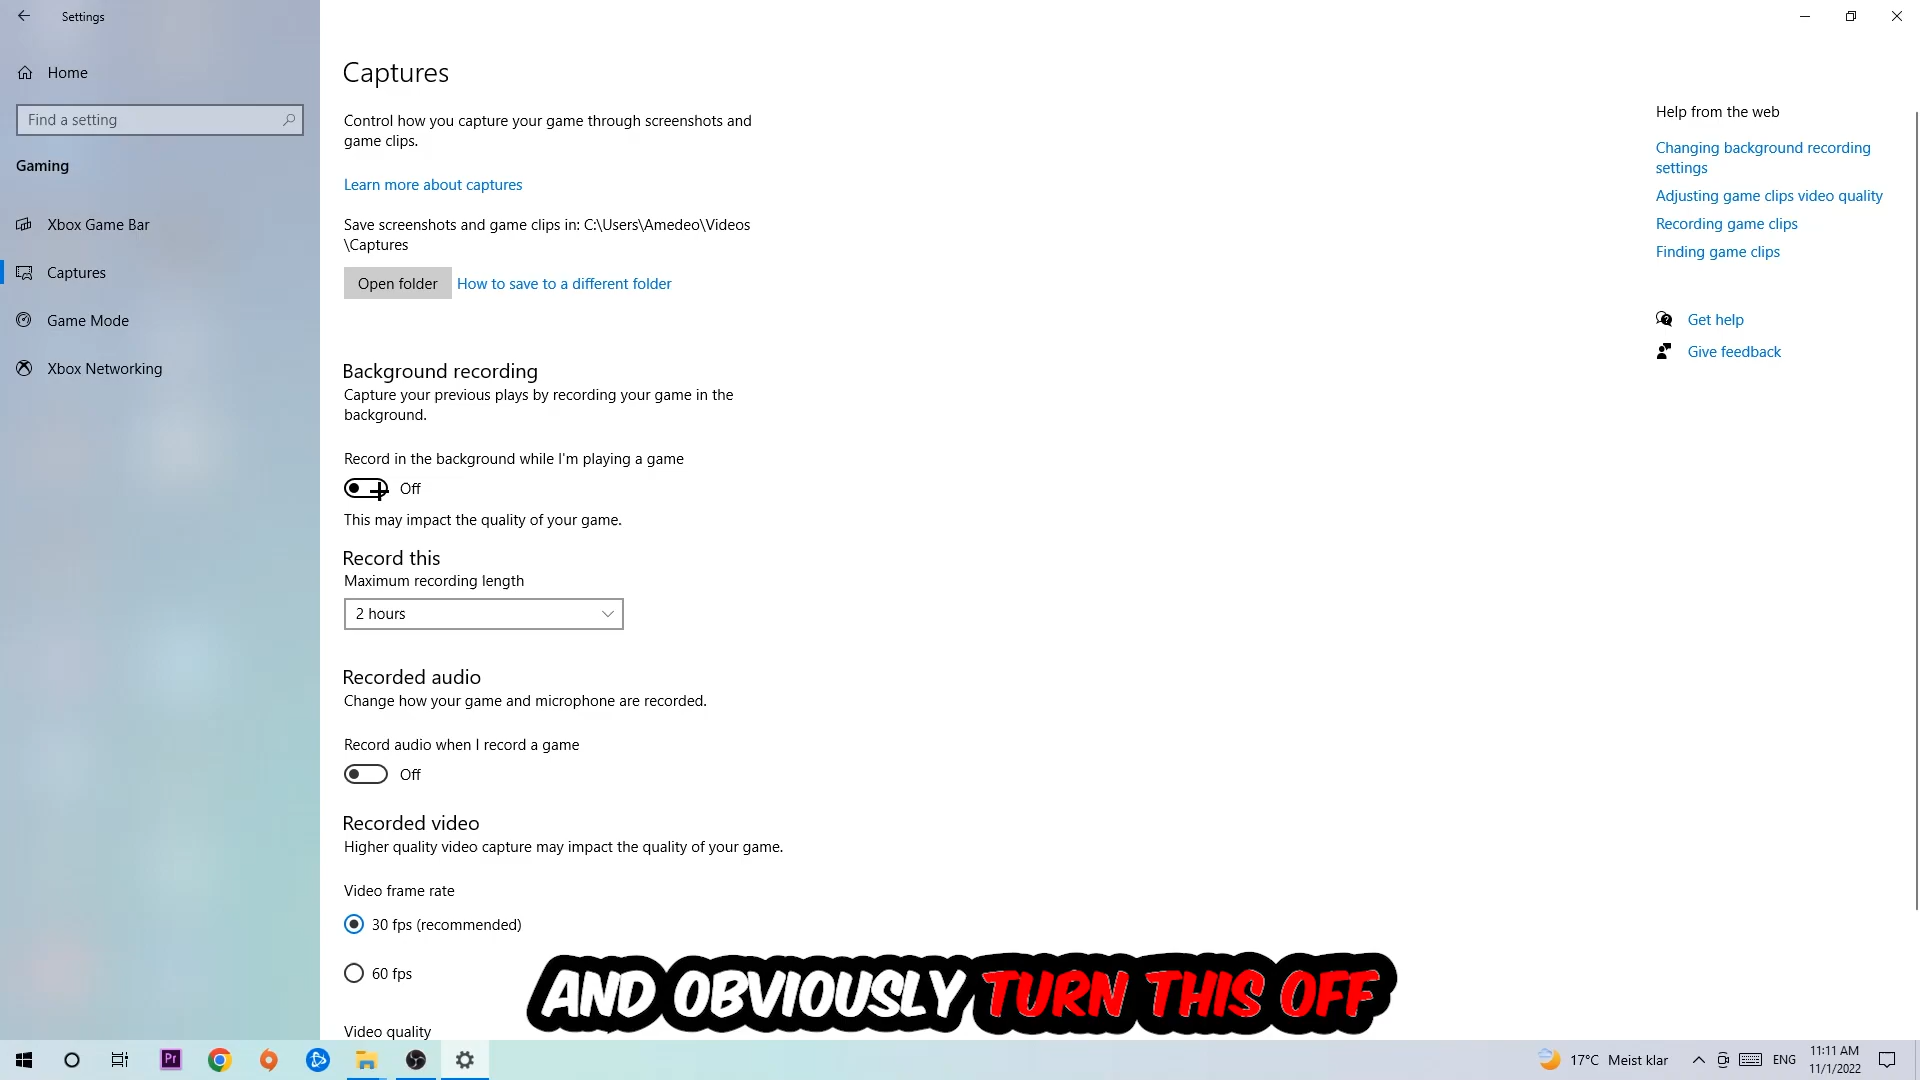 Settings
Home
Find a setting
Gaming
Xbox Game Bar
Captures
Game Mode
Xbox Networking
Captures
Control how you capture your game through screenshots and
game clips.
Learn more about captures
Save screenshots and game clips in: C:\Users\Amedeo\Videos
\Captures
Open folder
How to save to a different folder
Background recording
Capture your previous plays by recording your game in the
background.
Record in the background while I'm playing a game
Off
This may impact the quality of your game.
Record this
Maximum recording length
2 hours
Recorded audio
Change how your game and microphone are recorded.
Record audio when I record a game
Off
Recorded video
Higher quality video capture may impact the quality of your game.
Video frame rate
30 fps (recommended)
60 fps
Video quality
Help from the web
Changing background recording
settings
Adjusting game clips video quality
Recording game clips
Finding game clips
Get help
Give feedback
AND OBVIOUSLY TURN THIS OFF
Pr
17°C Meist klar
ENG
11:11 AM
11/1/2022